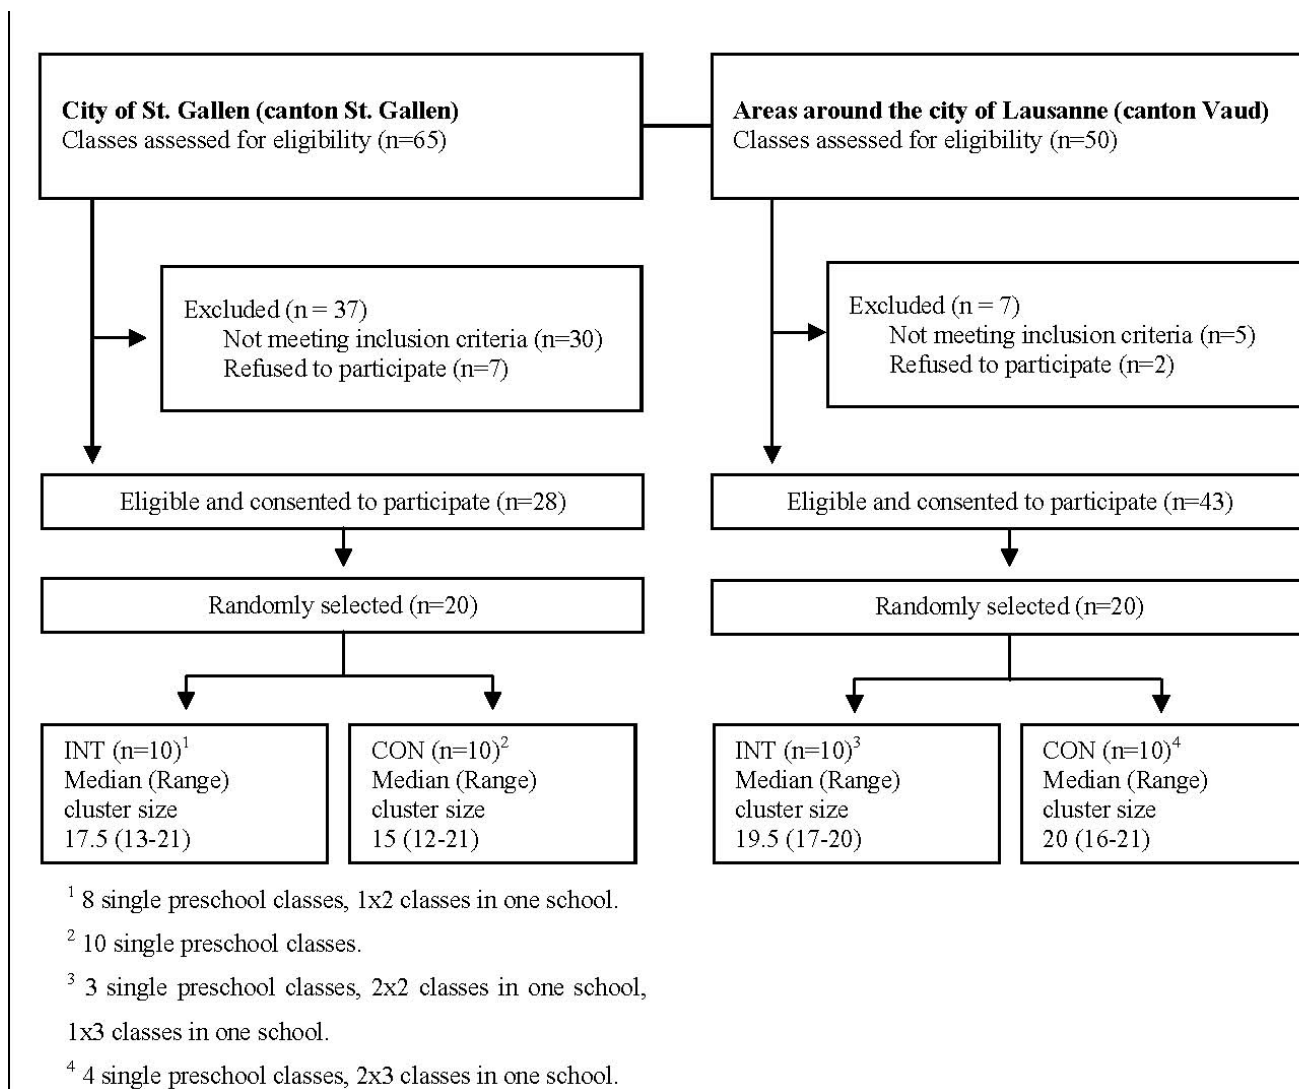 City of St. Gallen (canton St. Gallen)
Classes assessed for eligibility (n=65)
Areas around the city of Lausanne (canton Vaud)
Classes assessed for eligibility (n=50)
Excluded (n = 37)
Not meeting inclusion criteria (n=30)
Refused to participate (n=7)
Excluded (n = 7)
Not meeting inclusion criteria (n=5)
Refused to participate (n=2)
Eligible and consented to participate (n=28)
Eligible and consented to participate (n=43)
Randomly selected (n=20)
Randomly selected (n=20)
INT (n=10)¹
Median (Range)
cluster size
17.5 (13-21)
CON (n=10)²
Median (Range)
cluster size
15 (12-21)
INT (n=10)³
Median (Range)
cluster size
19.5 (17-20)
CON (n=10)⁴
Median (Range)
cluster size
20 (16-21)
¹ 8 single preschool classes, 1x2 classes in one school.
² 10 single preschool classes.
³ 3 single preschool classes, 2x2 classes in one school,
1x3 classes in one school.
⁴ 4 single preschool classes, 2x3 classes in one school.